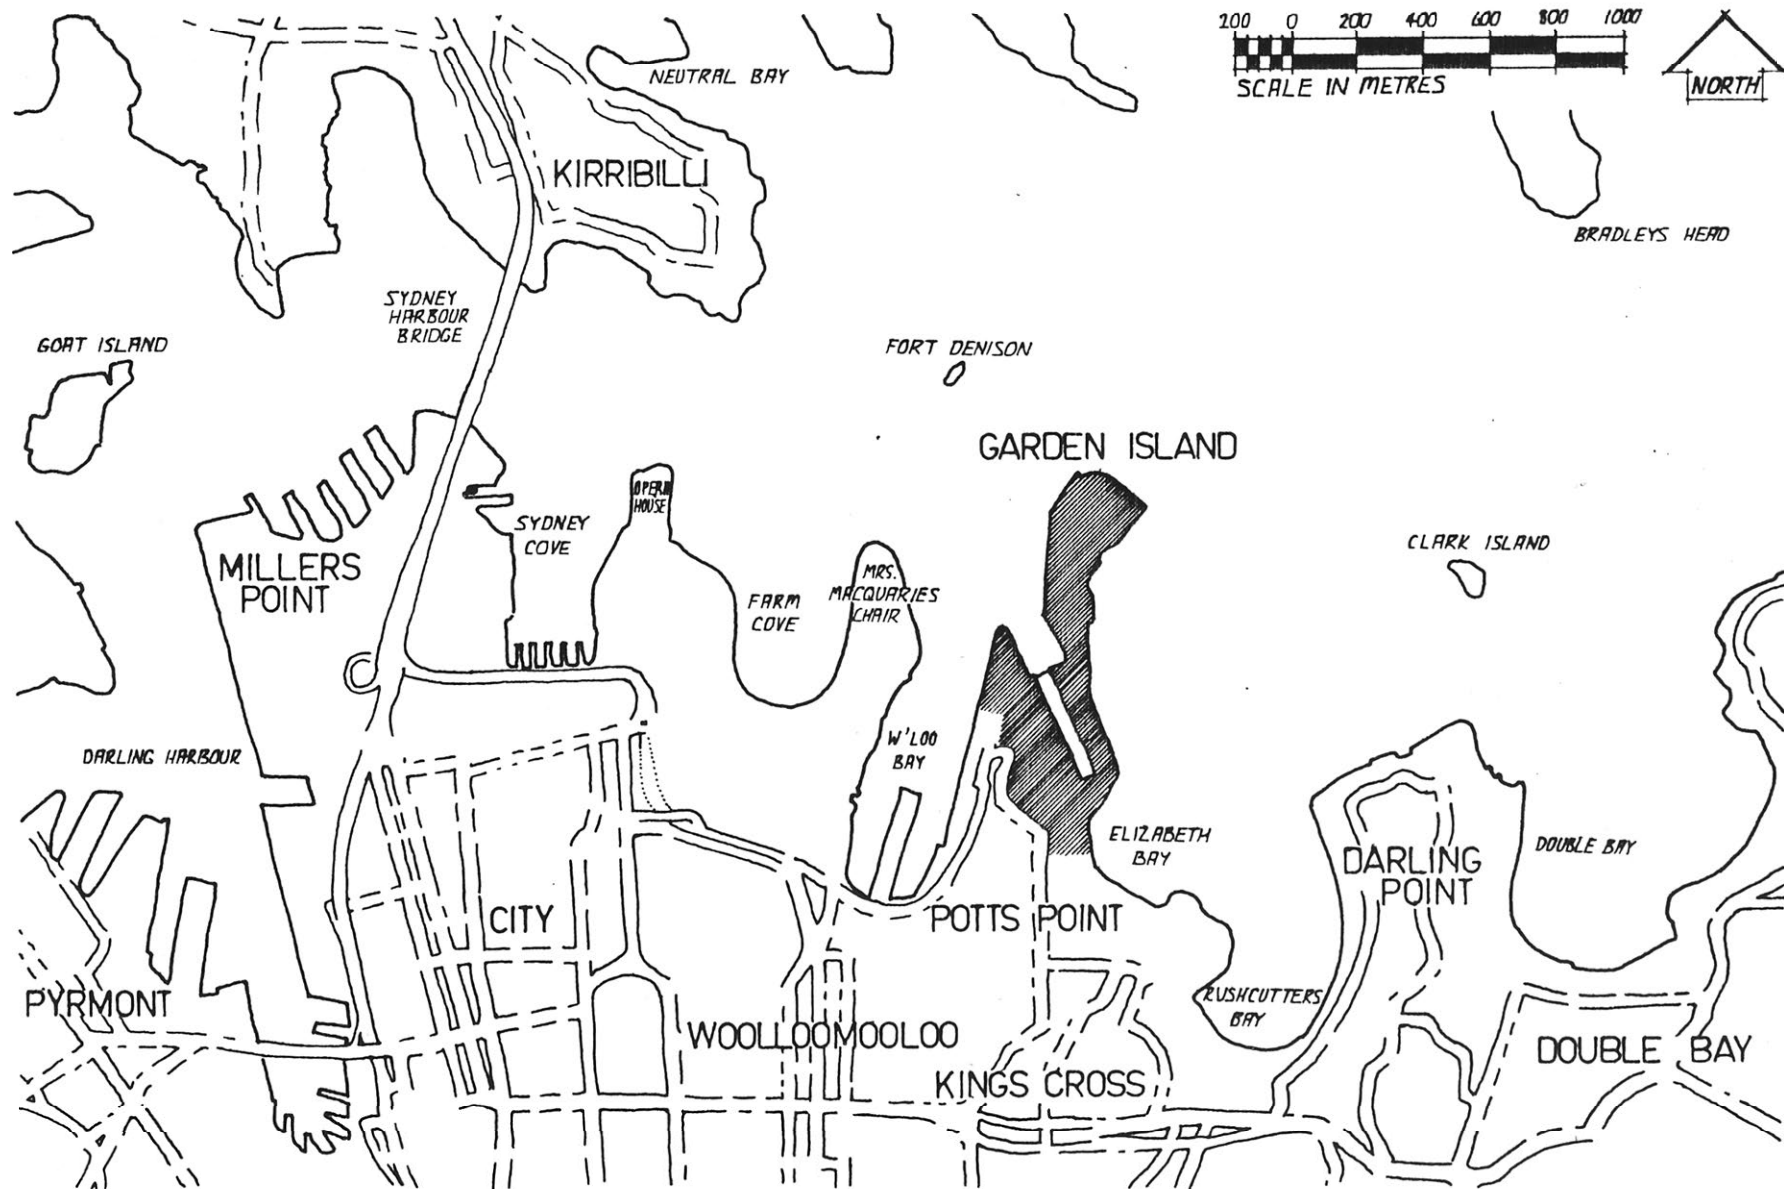 200 0 200 400 600 800 1000
SCALE IN METRES
NORTH
NEUTRAL BAY
KIRRIBILLI
BRADLEYS HEAD
SYDNEY
HARBOUR
BRIDGE
GOAT ISLAND
FORT DENISON
GARDEN ISLAND
OPERA
HOUSE
SYDNEY
COVE
CLARK ISLAND
MILLERS
POINT
MRS.
MACQUARIES
CHAIR
FARM
COVE
W'LOO
BAY
DARLING HARBOUR
ELIZABETH
BAY
DOUBLE BAY
DARLING
POINT
CITY
POTTS POINT
PYRMONT
RUSHCUTTERS
BAY
WOOLLOOMOOLOO
DOUBLE BAY
KINGS CROSS